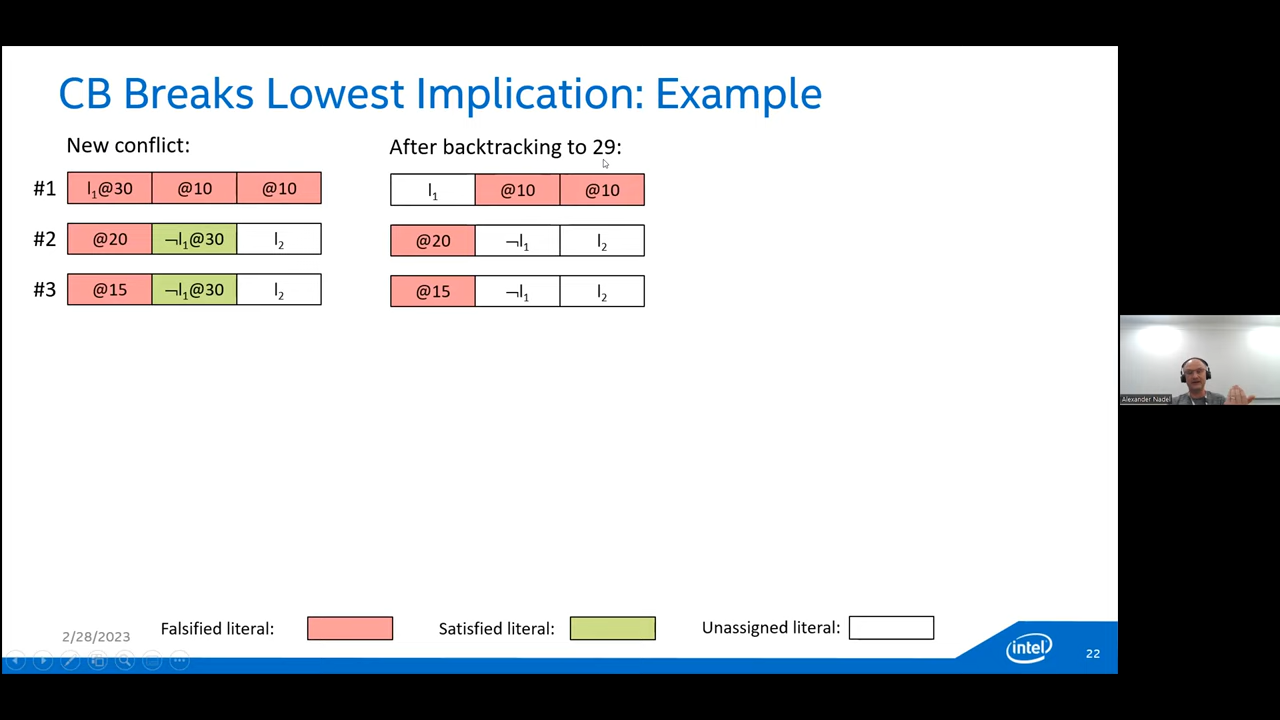 CB Breaks Lowest Implication: Example
New conflict:
After backtracking to 29:
#1 l₁@30 @10 @10
l₁ @10 @10
#2 @20 ¬l₁@30 l₂
@20 ¬l₁ l₂
#3 @15 ¬l₁@30 l₂
@15 ¬l₁ l₂
Falsified literal:
Satisfied literal:
Unassigned literal:
2/28/2023
intel
22
Alexander Nadel